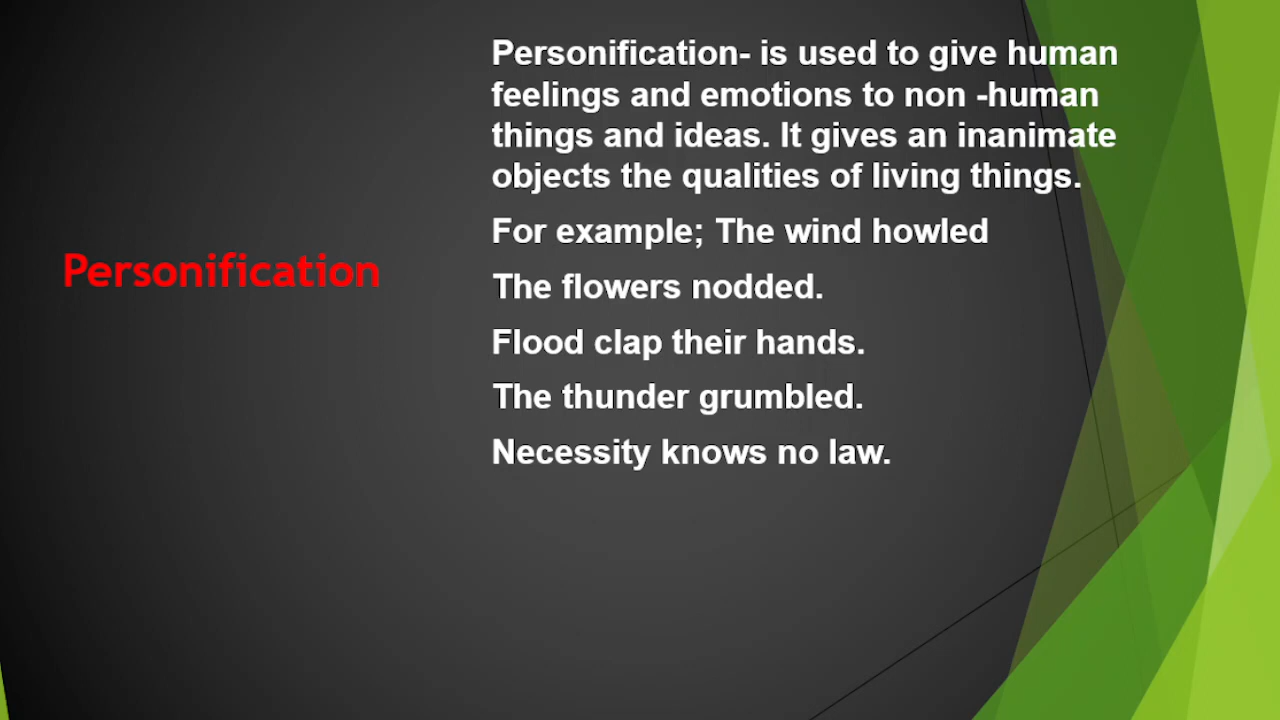 Personification
Personification- is used to give human
feelings and emotions to non -human
things and ideas. It gives an inanimate
objects the qualities of living things.
For example; The wind howled
The flowers nodded.
Flood clap their hands.
The thunder grumbled.
Necessity knows no law.